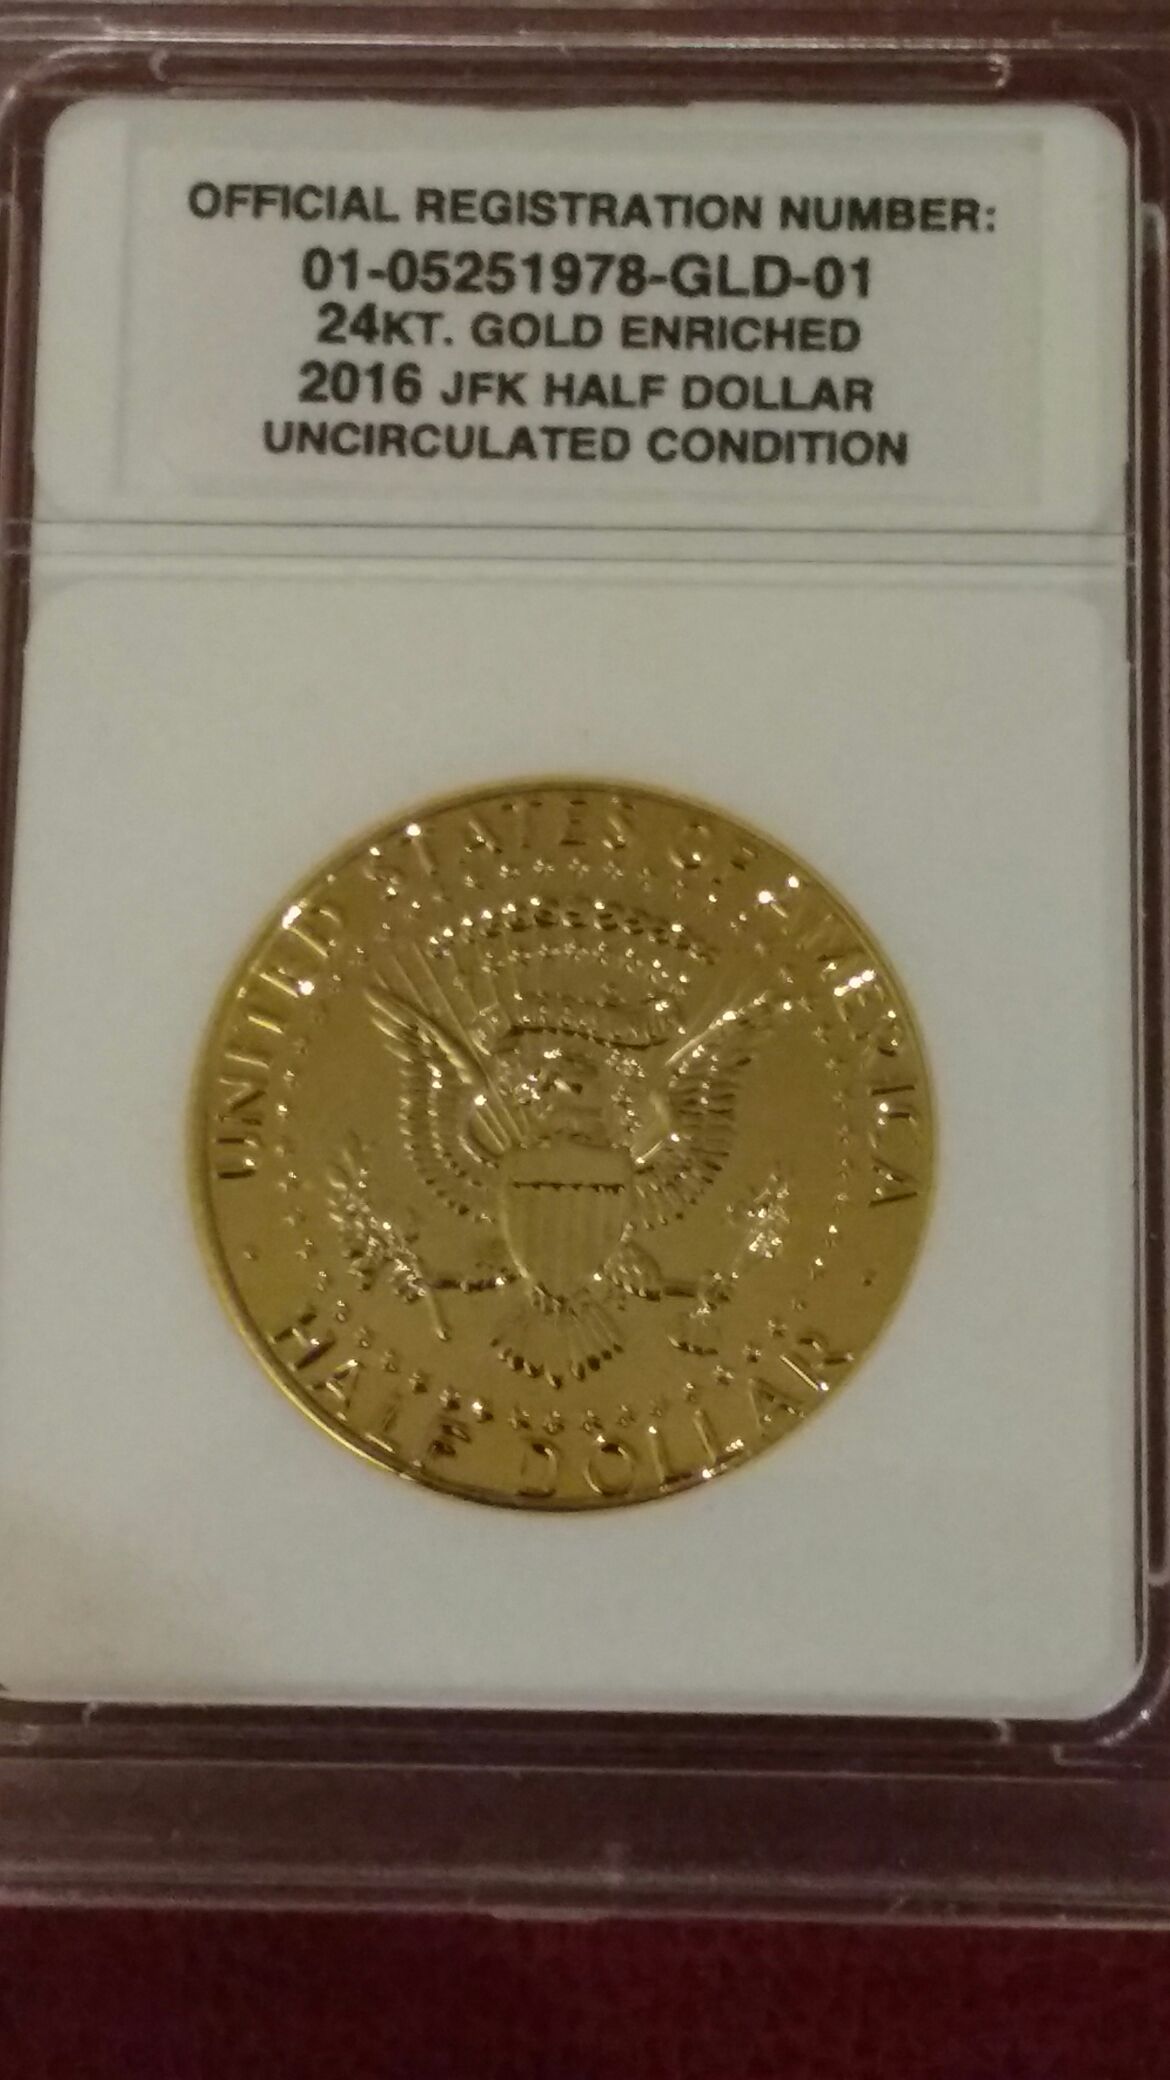 OFFICIAL REGISTRATION NUMBER:
01-05251978-GLD-01
24KT. GOLD ENRICHED
2016 JFK HALF DOLLAR
UNCIRCULATED CONDITION
UNITED STATES OF AMERICA
HALF DOLLAR